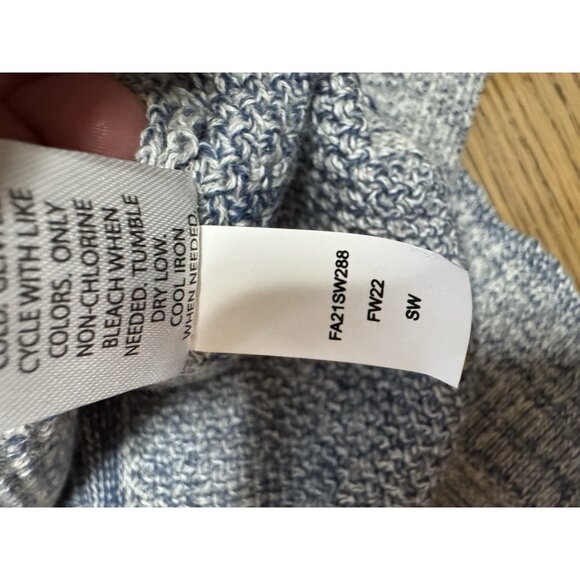 CYCLE WITH LIKE
COLORS. ONLY
NON-CHLORINE
BLEACH WHEN
NEEDED. TUMBLE
DRY LOW.
COOL IRON
WHEN NEEDED
FA21SW288
FW22
SW